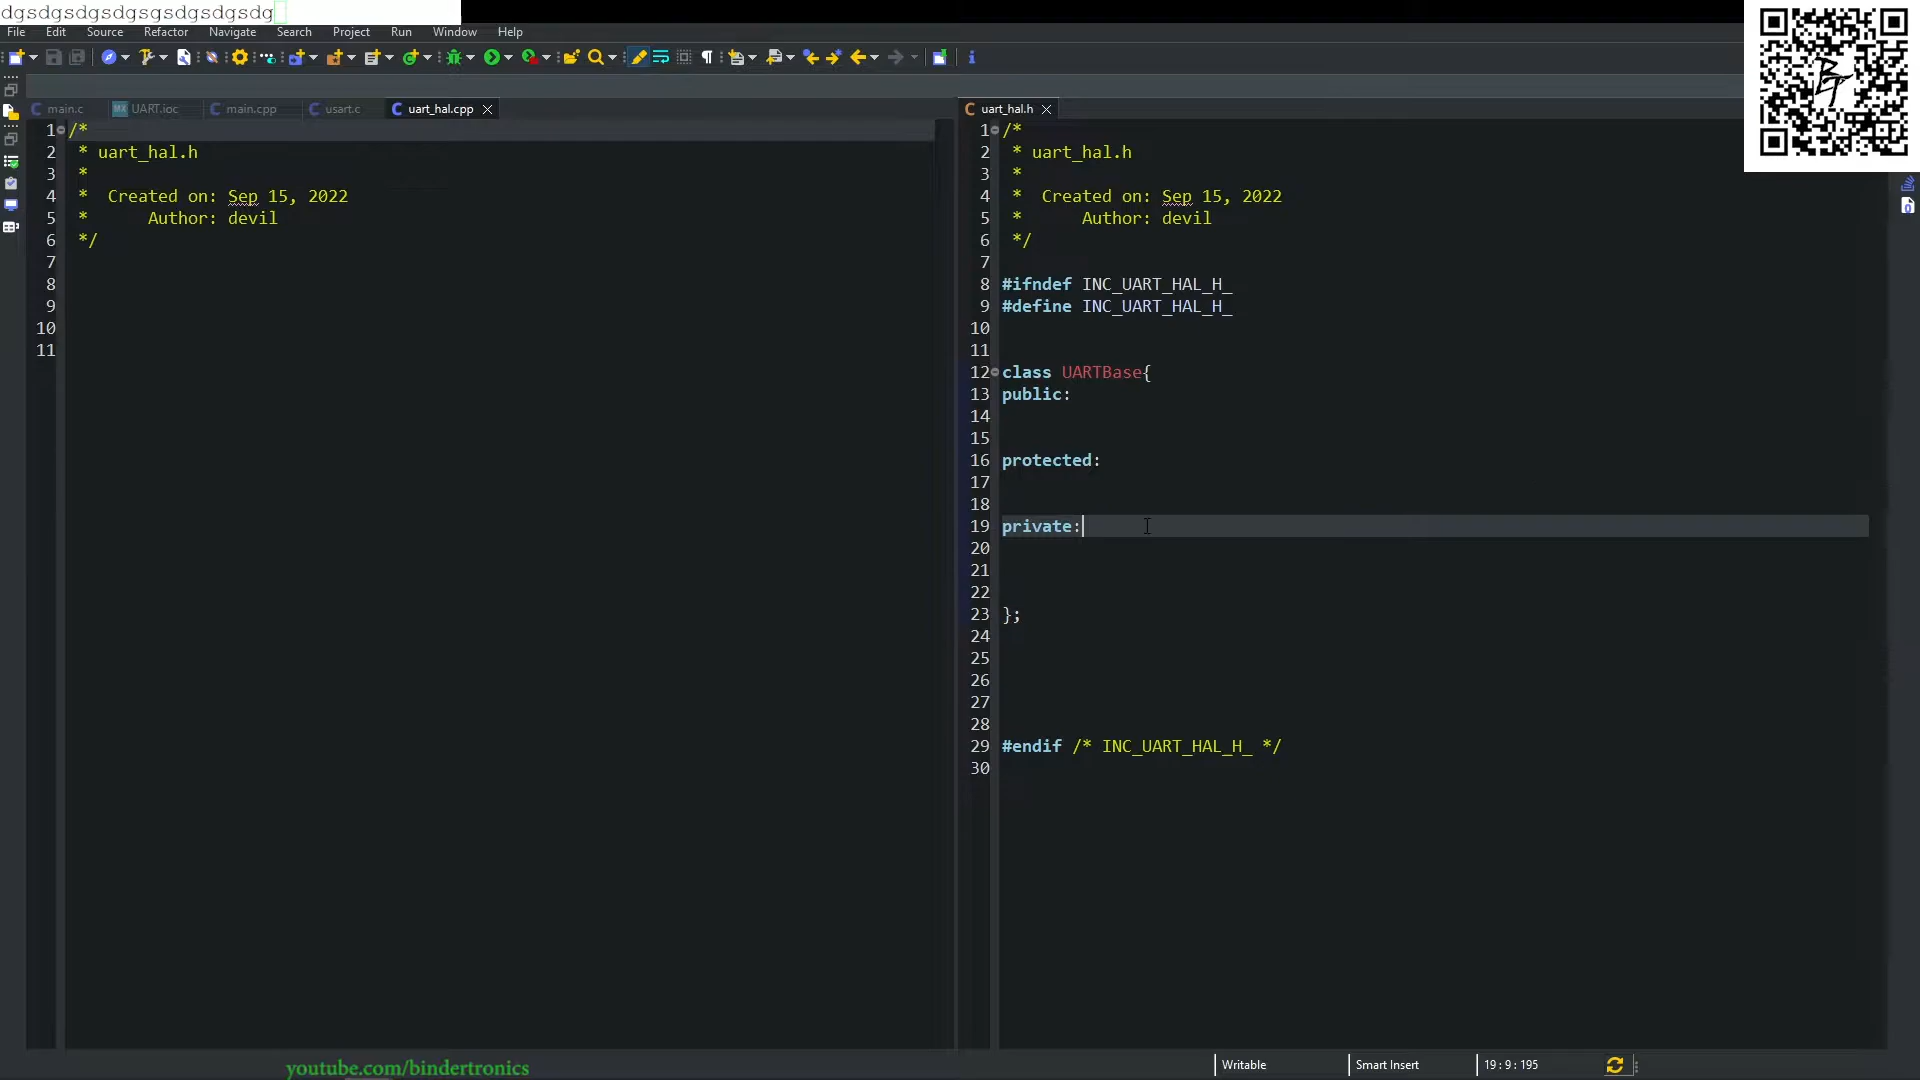 dgsdgsdgsdgsgsdgsdgsdg
File Edit Source Refactor Navigate Search Project Run Window Help
main.c UART.ioc main.cpp usart.c uart_hal.cpp
1 /*
2 * uart_hal.h
3 *
4 * Created on: Sep 15, 2022
5 * Author: devil
6 */
7
8
9
10
11
uart_hal.h
1 /*
2 * uart_hal.h
3 *
4 * Created on: Sep 15, 2022
5 * Author: devil
6 */
7
8 #ifndef INC_UART_HAL_H_
9 #define INC_UART_HAL_H_
10
11
12 class UARTBase{
13 public:
14
15
16 protected:
17
18
19 private:
20
21
22
23 };
24
25
26
27
28
29 #endif /* INC_UART_HAL_H_ */
30
youtube.com/bindertronics
Writable Smart Insert 19:9:195